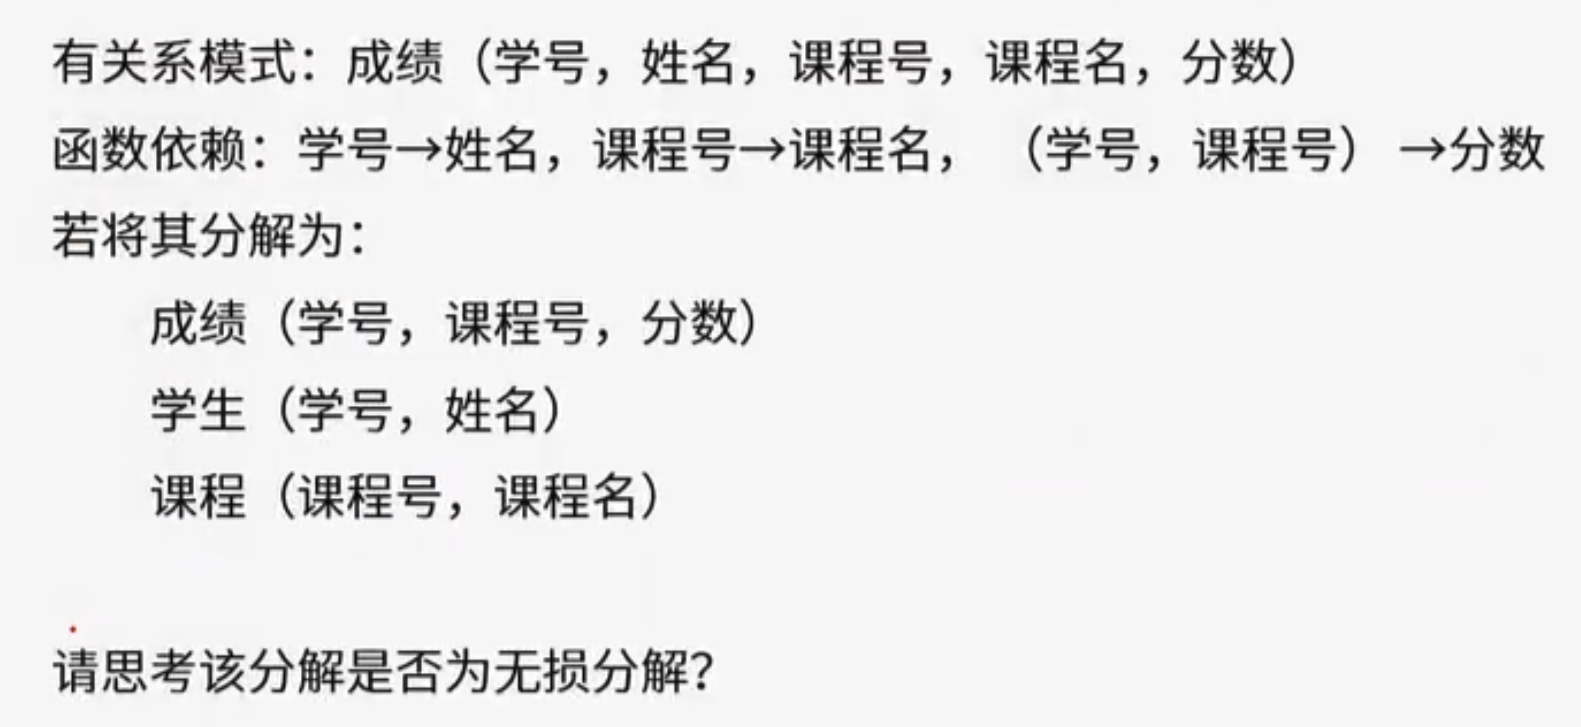 有关系模式：成绩（学号，姓名，课程号，课程名，分数）
函数依赖：学号→姓名，课程号→课程名，（学号，课程号）→分数
若将其分解为：
成绩（学号，课程号，分数）
学生（学号，姓名）
课程（课程号，课程名）
请思考该分解是否为无损分解？